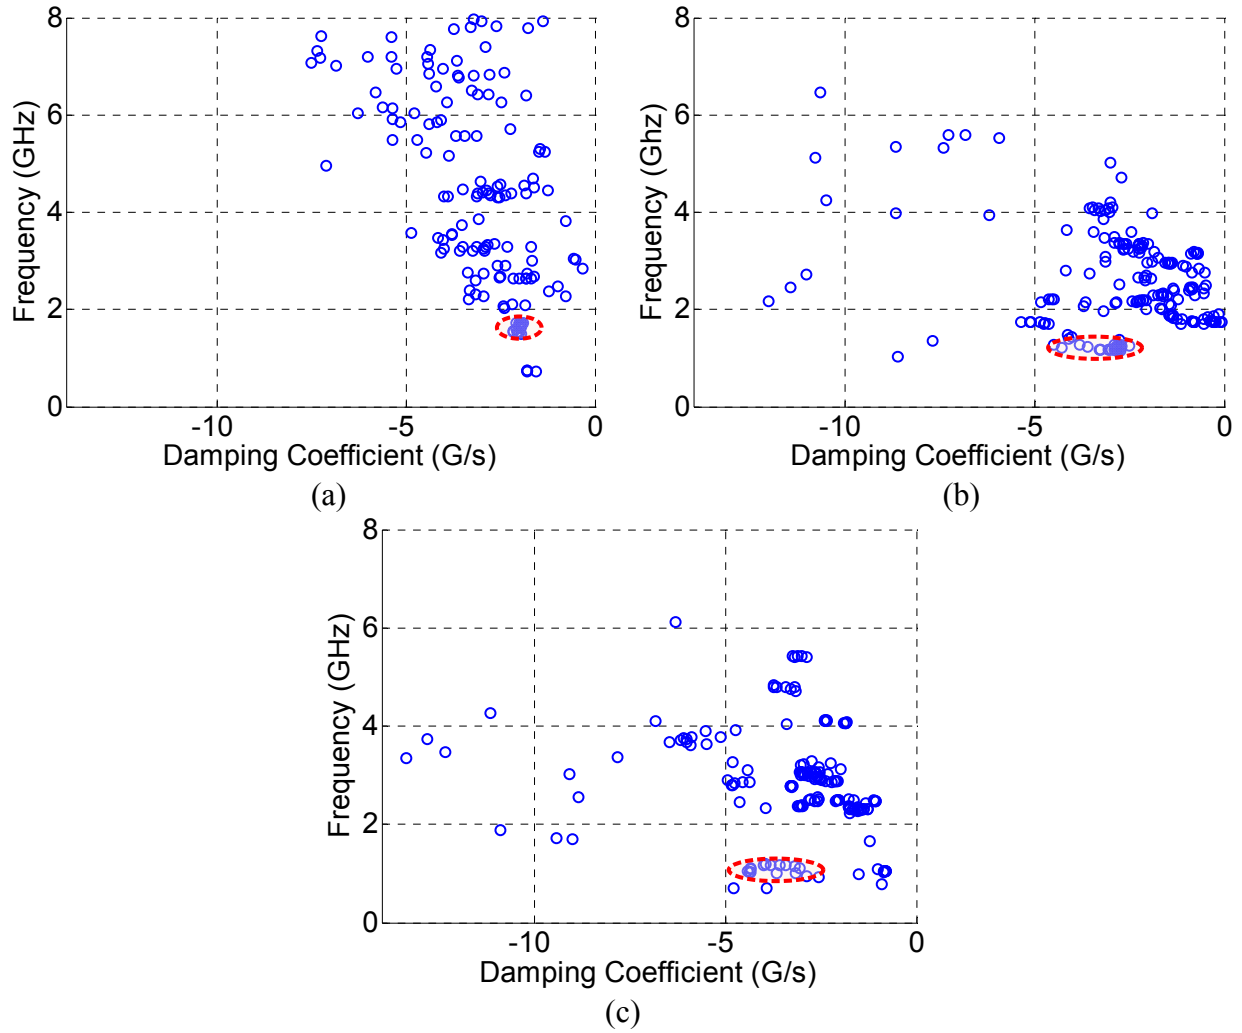 8
6
4
2
0
Frequency (GHz)
-10
-5
0
Damping Coefficient (G/s)
(a)
8
6
4
2
0
Frequency (Ghz)
-10
-5
0
Damping Coefficient (G/s)
(b)
8
6
4
2
0
Frequency (GHz)
-10
-5
0
Damping Coefficient (G/s)
(c)